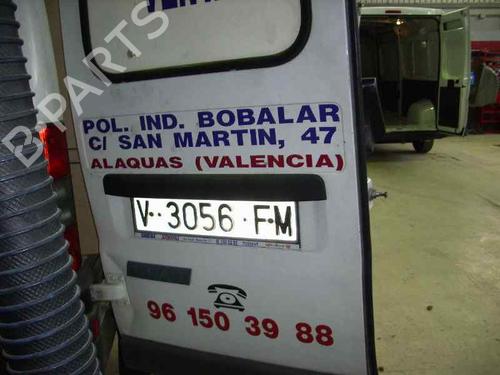 B PARTS
POL. IND. BOBALAR
C/ SAN MARTIN, 47
ALAQUAS (VALENCIA)
V·3056·FM
96 150 39 88